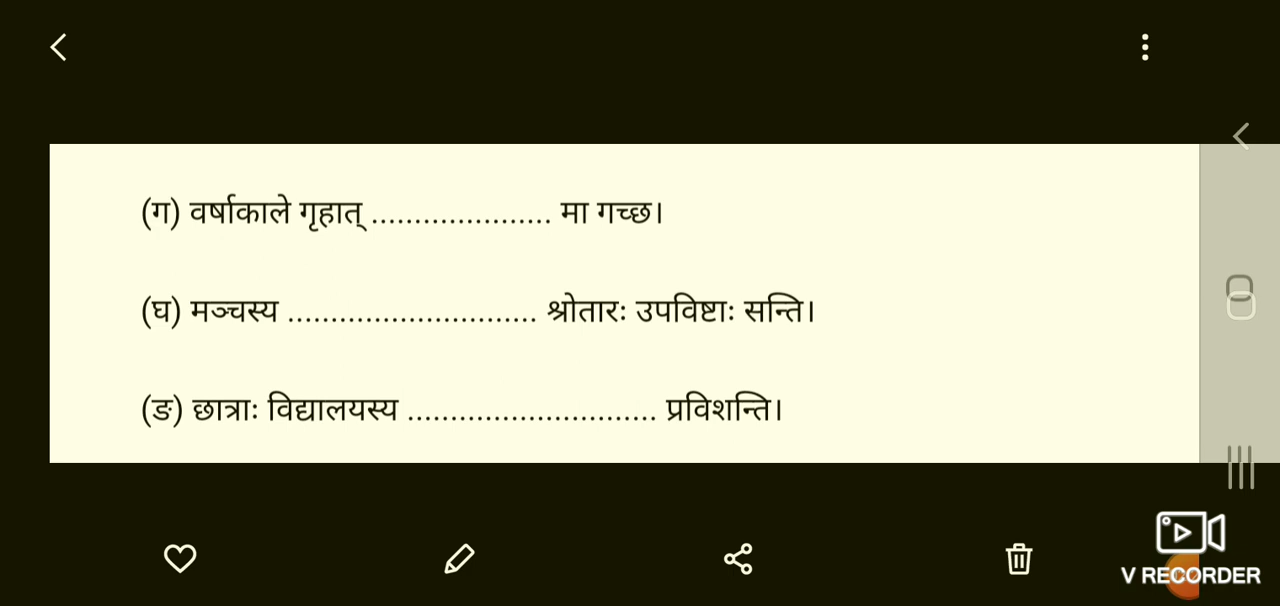 (ग) वर्षाकाले गृहात् ..................... मा गच्छ।
(घ) मञ्चस्य ............................. श्रोतारः उपविष्टाः सन्ति।
(ङ) छात्राः विद्यालयस्य ............................. प्रविशन्ति।
V RECORDER